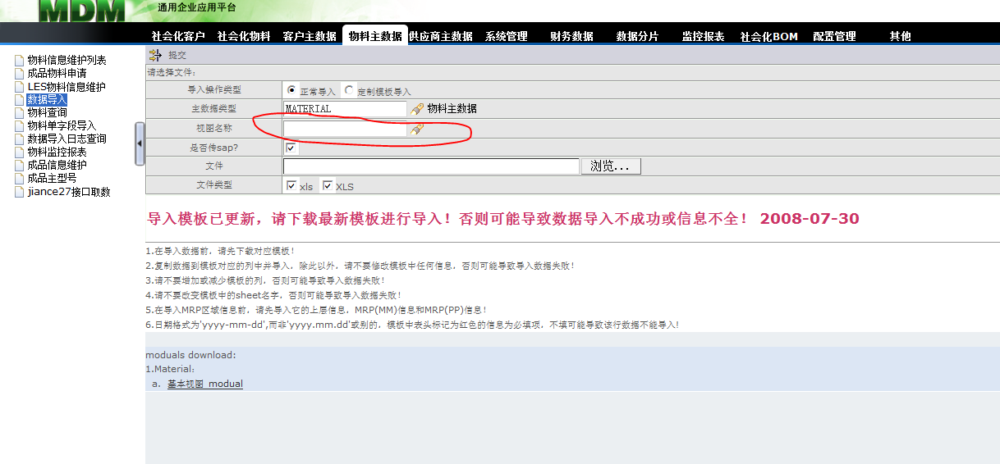 MDM 通用企业应用平台
社会化客户 社会化物料 客户主数据 物料主数据 供应商主数据 系统管理 财务数据 数据分片 监控报表 社会化BOM 配置管理 其他
物料信息维护列表
成品物料申请
LES物料信息维护
数据导入
物料查询
物料单字段导入
数据导入日志查询
物料监控报表
成品信息维护
成品主型号
jiance27接口取数
提交
请选择文件:
导入操作类型 正常导入 定制模板导入
主数据类型 MATERIAL 物料主数据
视图名称
是否传sap?
文件 浏览...
文件类型 xls XLS
导入模板已更新，请下载最新模板进行导入！否则可能导致数据导入不成功或信息不全！ 2008-07-30
1.在导入数据前，请先下载对应模板！
2.复制数据到模板对应的列中并导入，除此以外，请不要修改模板中任何信息，否则可能导致导入数据失败！
3.请不要增加或减少模板的列，否则可能导致导入数据失败！
4.请不要改变模板中的sheet名字，否则可能导致导入数据失败！
5.在导入MRP区域信息前，请先导入它的上层信息，MRP(MM)信息和MRP(PP)信息！
6.日期格式为'yyyy-mm-dd',而非'yyyy.mm.dd'或别的，模板中表头标记为红色的信息为必填项，不填可能导致该行数据不能导入！
moduals download:
1.Material:
a. 基本视图_modual